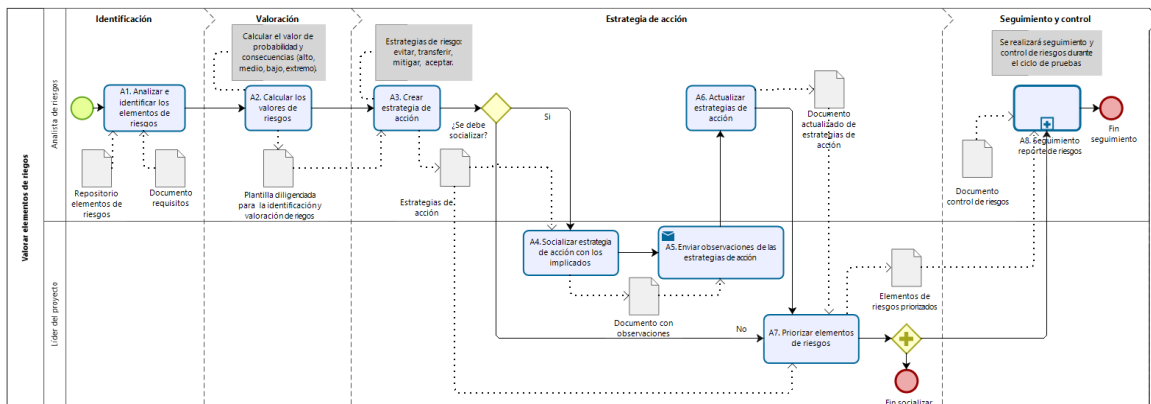 Identificación
Valoración
Estrategia de acción
Seguimiento y control
Valorar elementos de riegos
Analista de riesgos
Líder del proyecto
Calcular el valor de
probabilidad y
consecuencias (alto,
medio, bajo, extremo).
Estrategias de riesgo:
evitar, transferir,
mitigar, aceptar.
Se realizará seguimiento y
control de riesgos durante
el ciclo de pruebas
A1. Analizar e
identificar los
elementos de
riesgos
A2. Calcular los
valores de
riesgos
A3. Crear
estrategia de
acción
¿Se debe
socializar?
Si
A6. Actualizar
estrategias de
acción
Documento
actualizado de
estrategias de
acción
A8. Seguimiento
reporte de riesgos
Fin
seguimiento
Repositorio
elementos de
riesgos
Documento
requisitos
Plantilla diligenciada
para la identificación y
valoración de riegos
Estrategias de
acción
Documento
control de riesgos
A4. Socializar estrategia
de acción con los
implicados
A5. Enviar observaciones de las
estrategias de acción
Documento con
observaciones
Elementos de
riesgos priorizados
No
A7. Priorizar elementos
de riesgos
Fin socializar